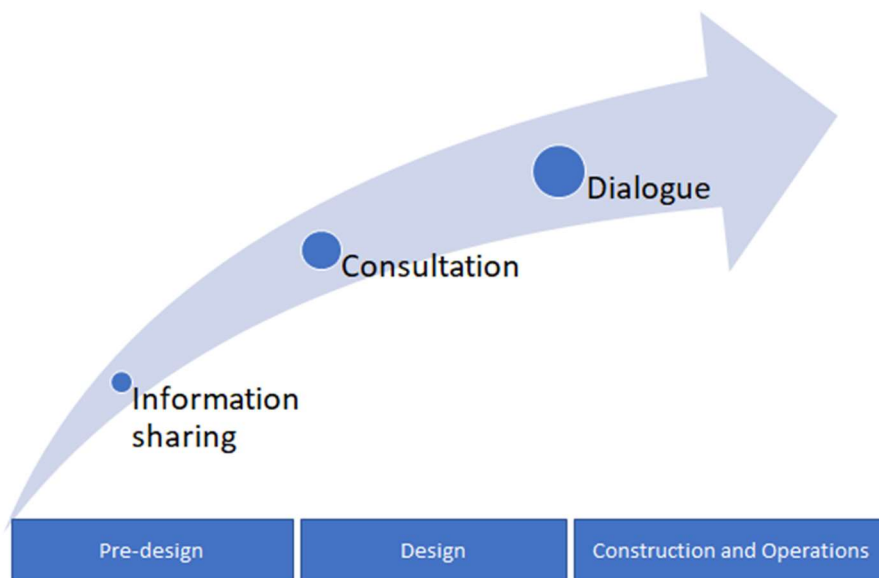 Dialogue
Consultation
Information
sharing
Pre-design
Design
Construction and Operations